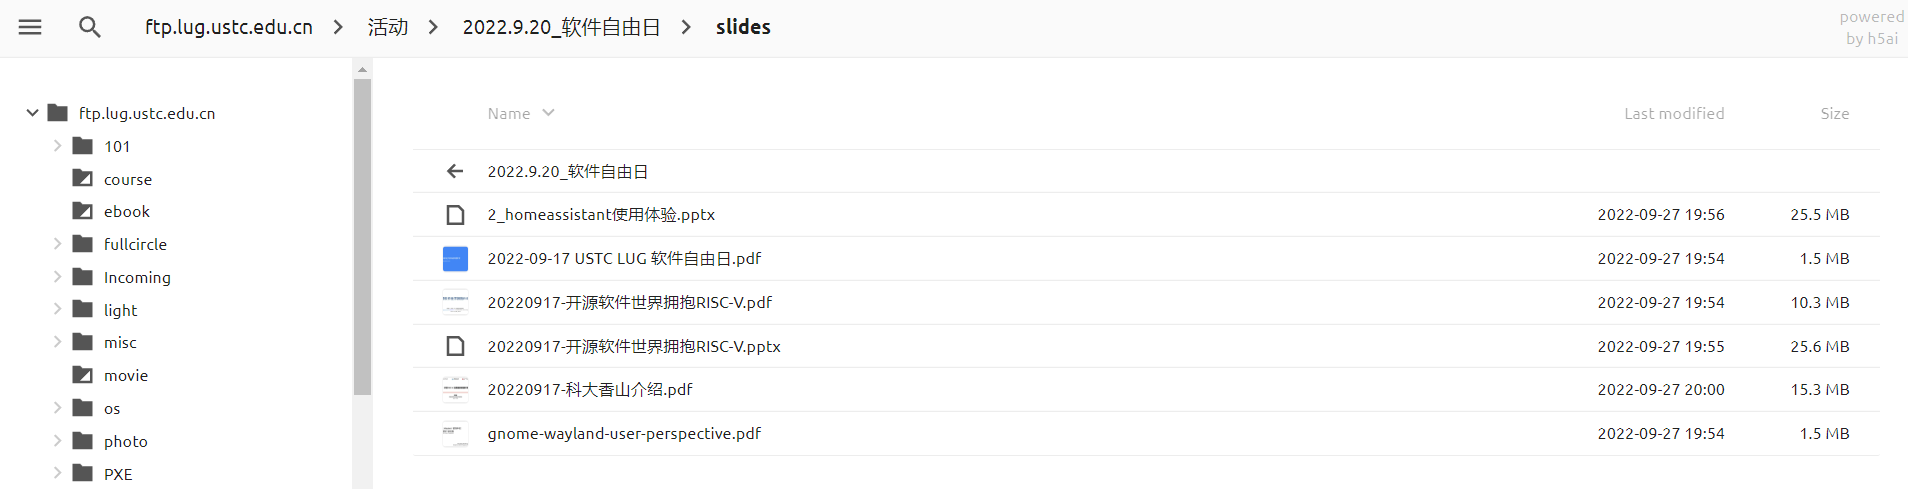 ftp.lug.ustc.edu.cn > 活动 > 2022.9.20_软件自由日 > slides
powered
by h5ai
ftp.lug.ustc.edu.cn
101
course
ebook
fullcircle
Incoming
light
misc
movie
os
photo
PXE
Name Last modified Size
2022.9.20_软件自由日
2_homeassistant使用体验.pptx 2022-09-27 19:56 25.5 MB
2022-09-17 USTC LUG 软件自由日.pdf 2022-09-27 19:54 1.5 MB
20220917-开源软件世界拥抱RISC-V.pdf 2022-09-27 19:54 10.3 MB
20220917-开源软件世界拥抱RISC-V.pptx 2022-09-27 19:55 25.6 MB
20220917-科大香山介绍.pdf 2022-09-27 20:00 15.3 MB
gnome-wayland-user-perspective.pdf 2022-09-27 19:54 1.5 MB